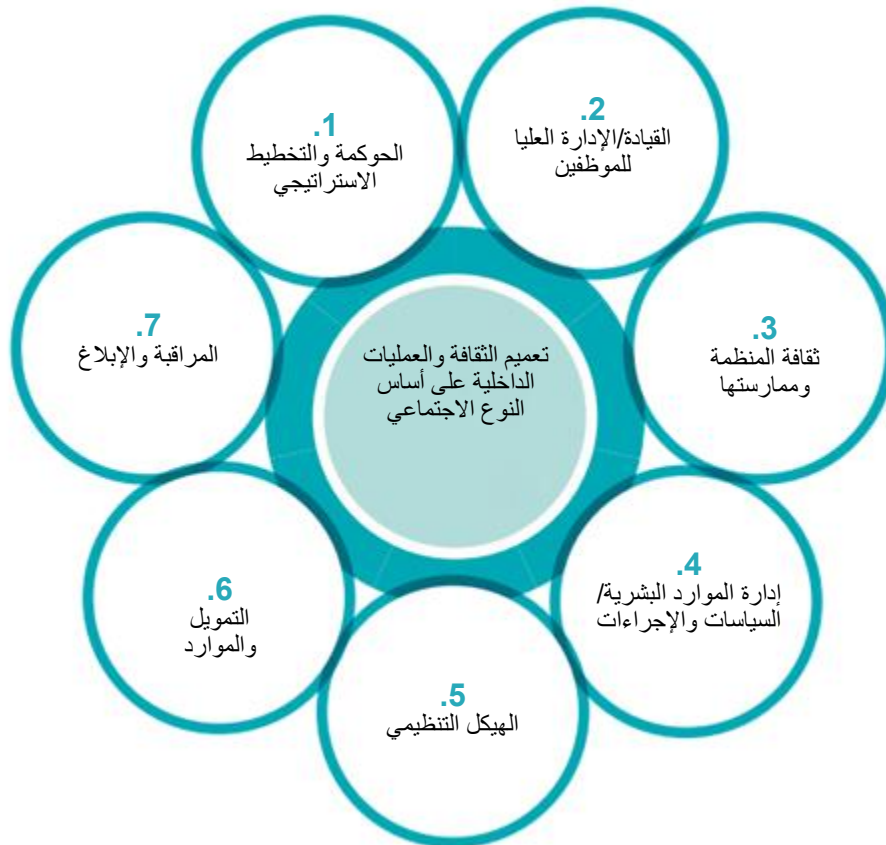 .1
الحوكمة والتخطيط
الاستراتيجي
.2
القيادة/الإدارة العليا
للموظفين
.3
ثقافة المنظمة
وممارستها
.4
إدارة الموارد البشرية/
السياسات والإجراءات
.5
الهيكل التنظيمي
.6
التمويل
والموارد
.7
المراقبة والإبلاغ
تعميم الثقافة والعمليات
الداخلية على أساس
النوع الاجتماعي